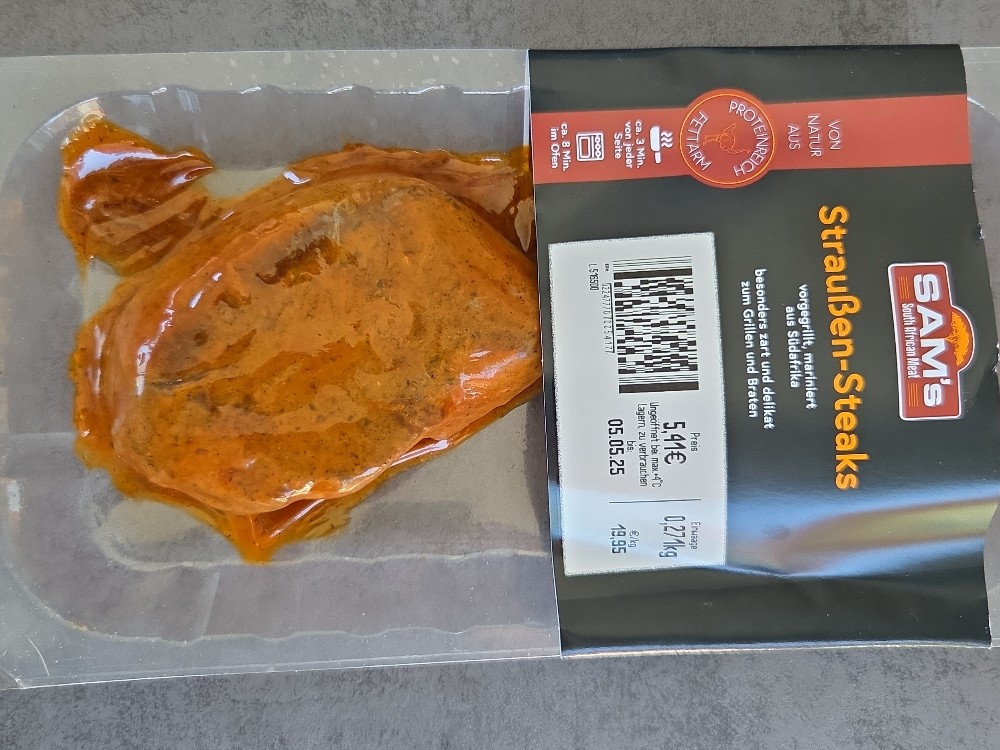 SAM's
South African Meat
Straußen-Steaks
vorgegrillt, mariniert
aus Südafrika
besonders zart und delikat
zum Grillen und Braten
VON
NATUR
AUS
PROTEINREICH
FETTARM
ca. 3 Min.
von jeder
Seite
ca. 8 Min.
im Ofen
Preis
5,41€
Einwaage
0,271kg
Ungeöffnet bei max.+4°C
lagern, zu verbrauchen
bis:
05.05.25
€/kg
19.95
L516500